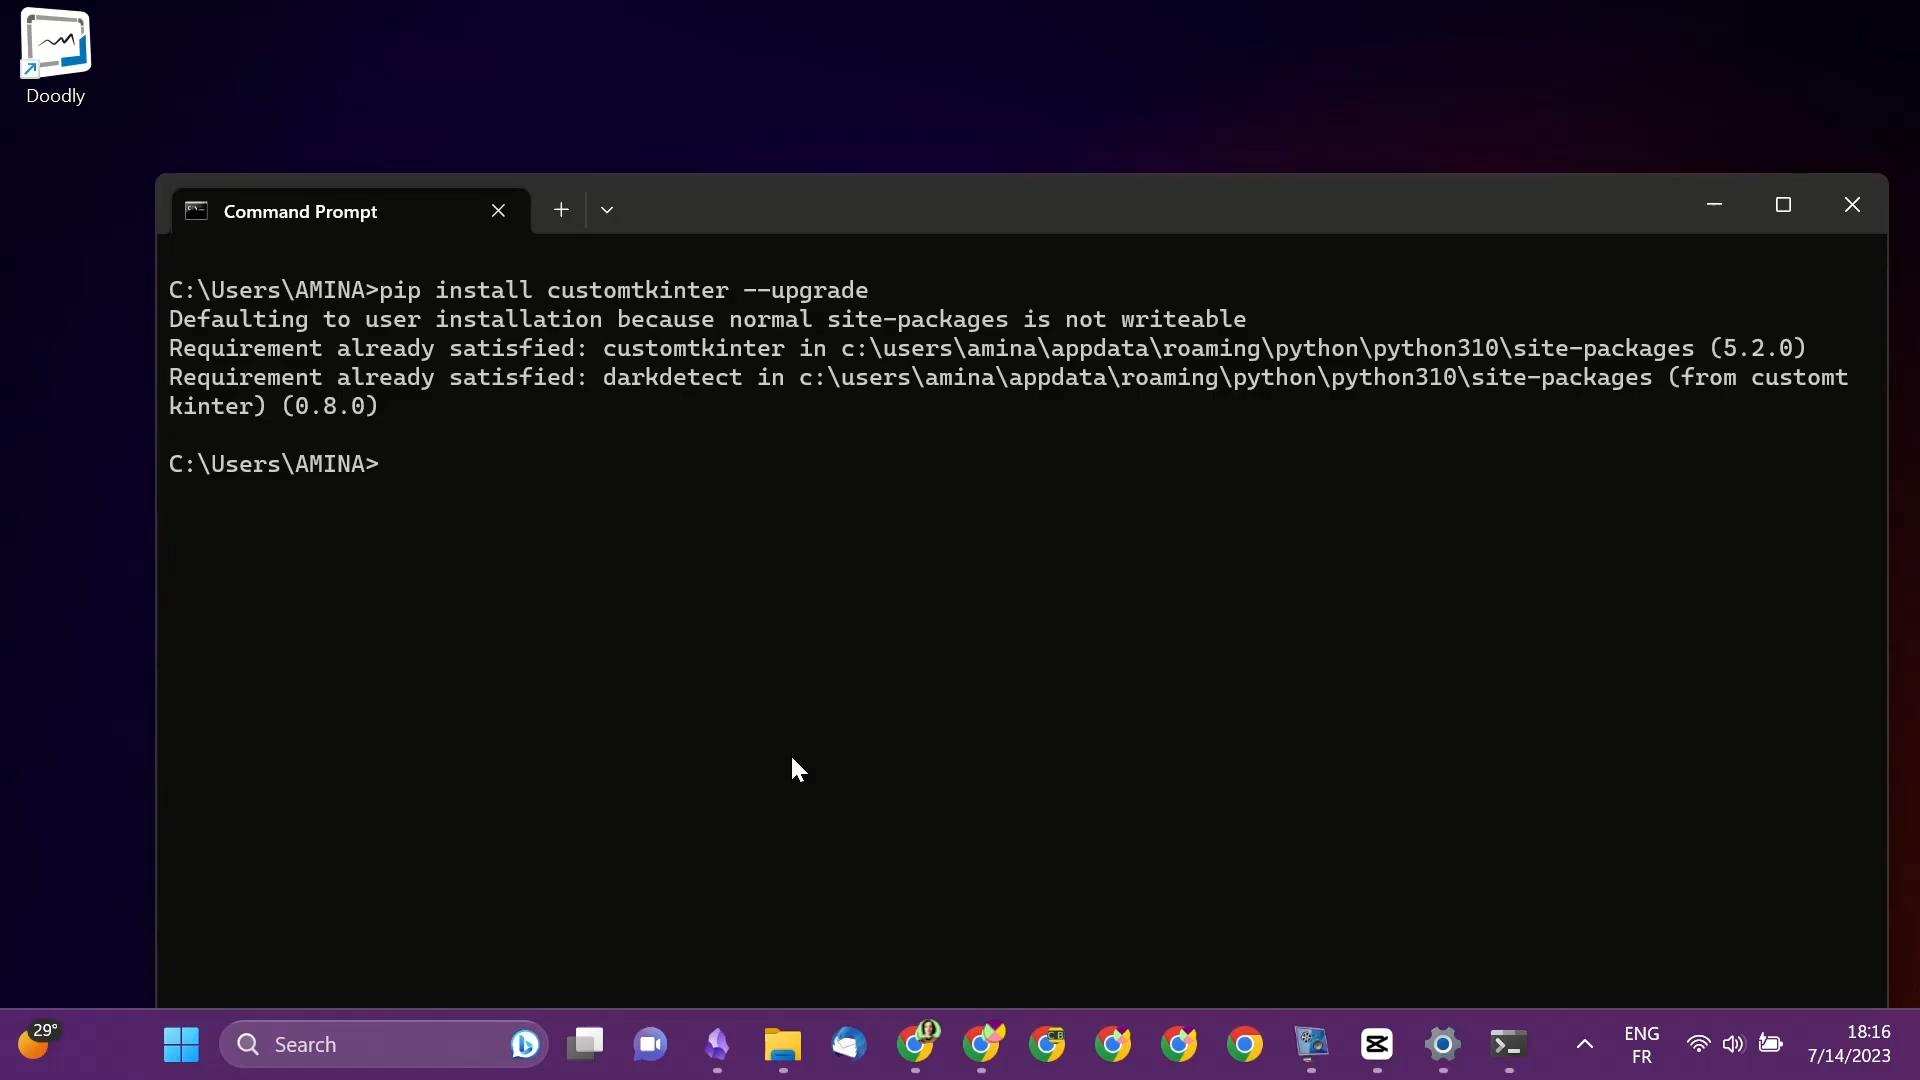 Doodly
Command Prompt
C:\Users\AMINA>pip install customtkinter --upgrade
Defaulting to user installation because normal site-packages is not writeable
Requirement already satisfied: customtkinter in c:\users\amina\appdata\roaming\python\python310\site-packages (5.2.0)
Requirement already satisfied: darkdetect in c:\users\amina\appdata\roaming\python\python310\site-packages (from customt
kinter) (0.8.0)
C:\Users\AMINA>
29°
Search
ENG
FR
18:16
7/14/2023